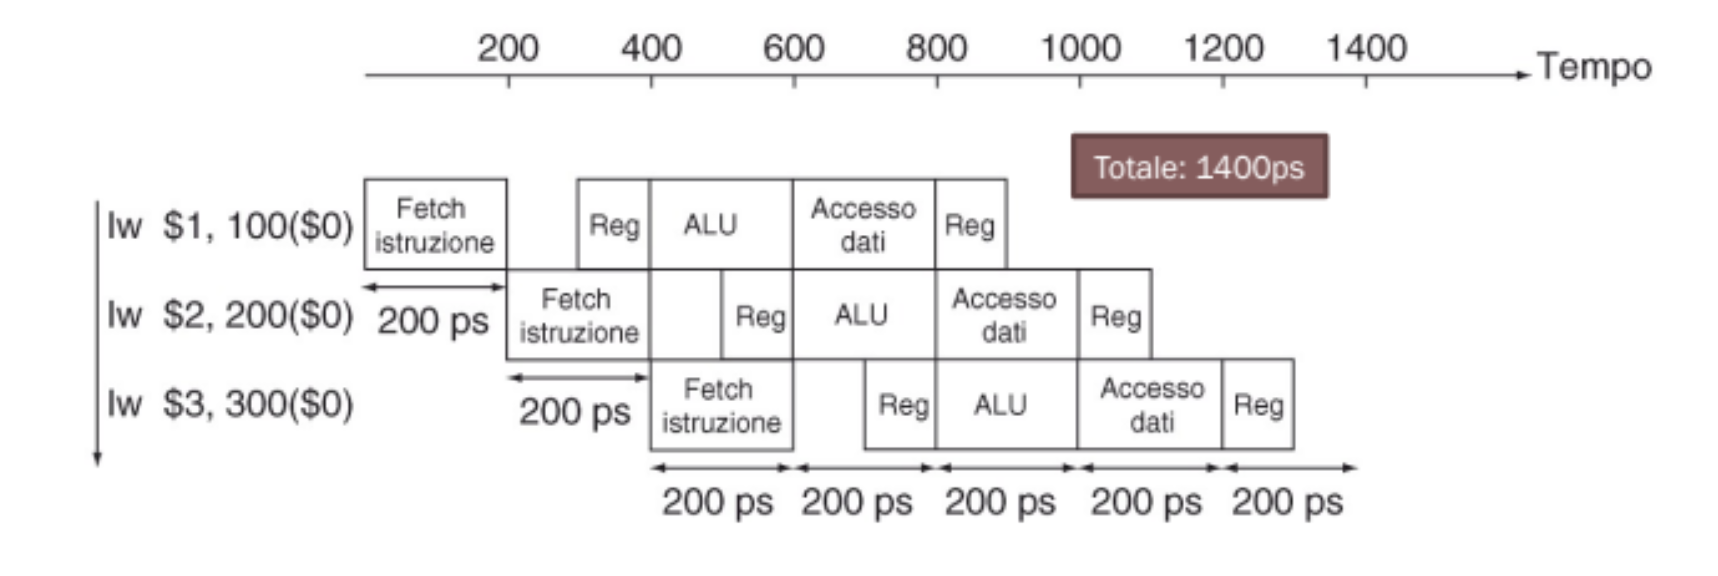 200 400 600 800 1000 1200 1400
Tempo
Totale: 1400ps
lw $1, 100($0)
Fetch
istruzione
Reg
ALU
Accesso
dati
Reg
lw $2, 200($0)
200 ps
Fetch
istruzione
Reg
ALU
Accesso
dati
Reg
lw $3, 300($0)
200 ps
Fetch
istruzione
Reg
ALU
Accesso
dati
Reg
200 ps 200 ps 200 ps 200 ps 200 ps